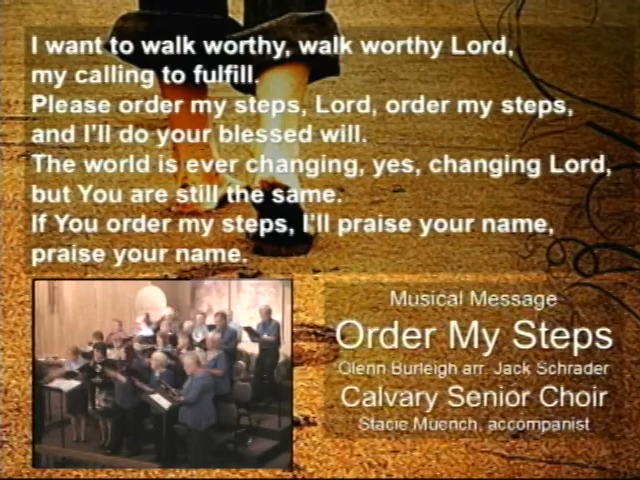 I want to walk worthy, walk worthy Lord,
my calling to fulfill.
Please order my steps, Lord, order my steps,
and I'll do your blessed will.
The world is ever changing, yes, changing Lord,
but You are still the same.
If You order my steps, I'll praise your name,
praise your name.
Musical Message
Order My Steps
Glenn Burleigh arr. Jack Schrader
Calvary Senior Choir
Stacie Muench, accompanist